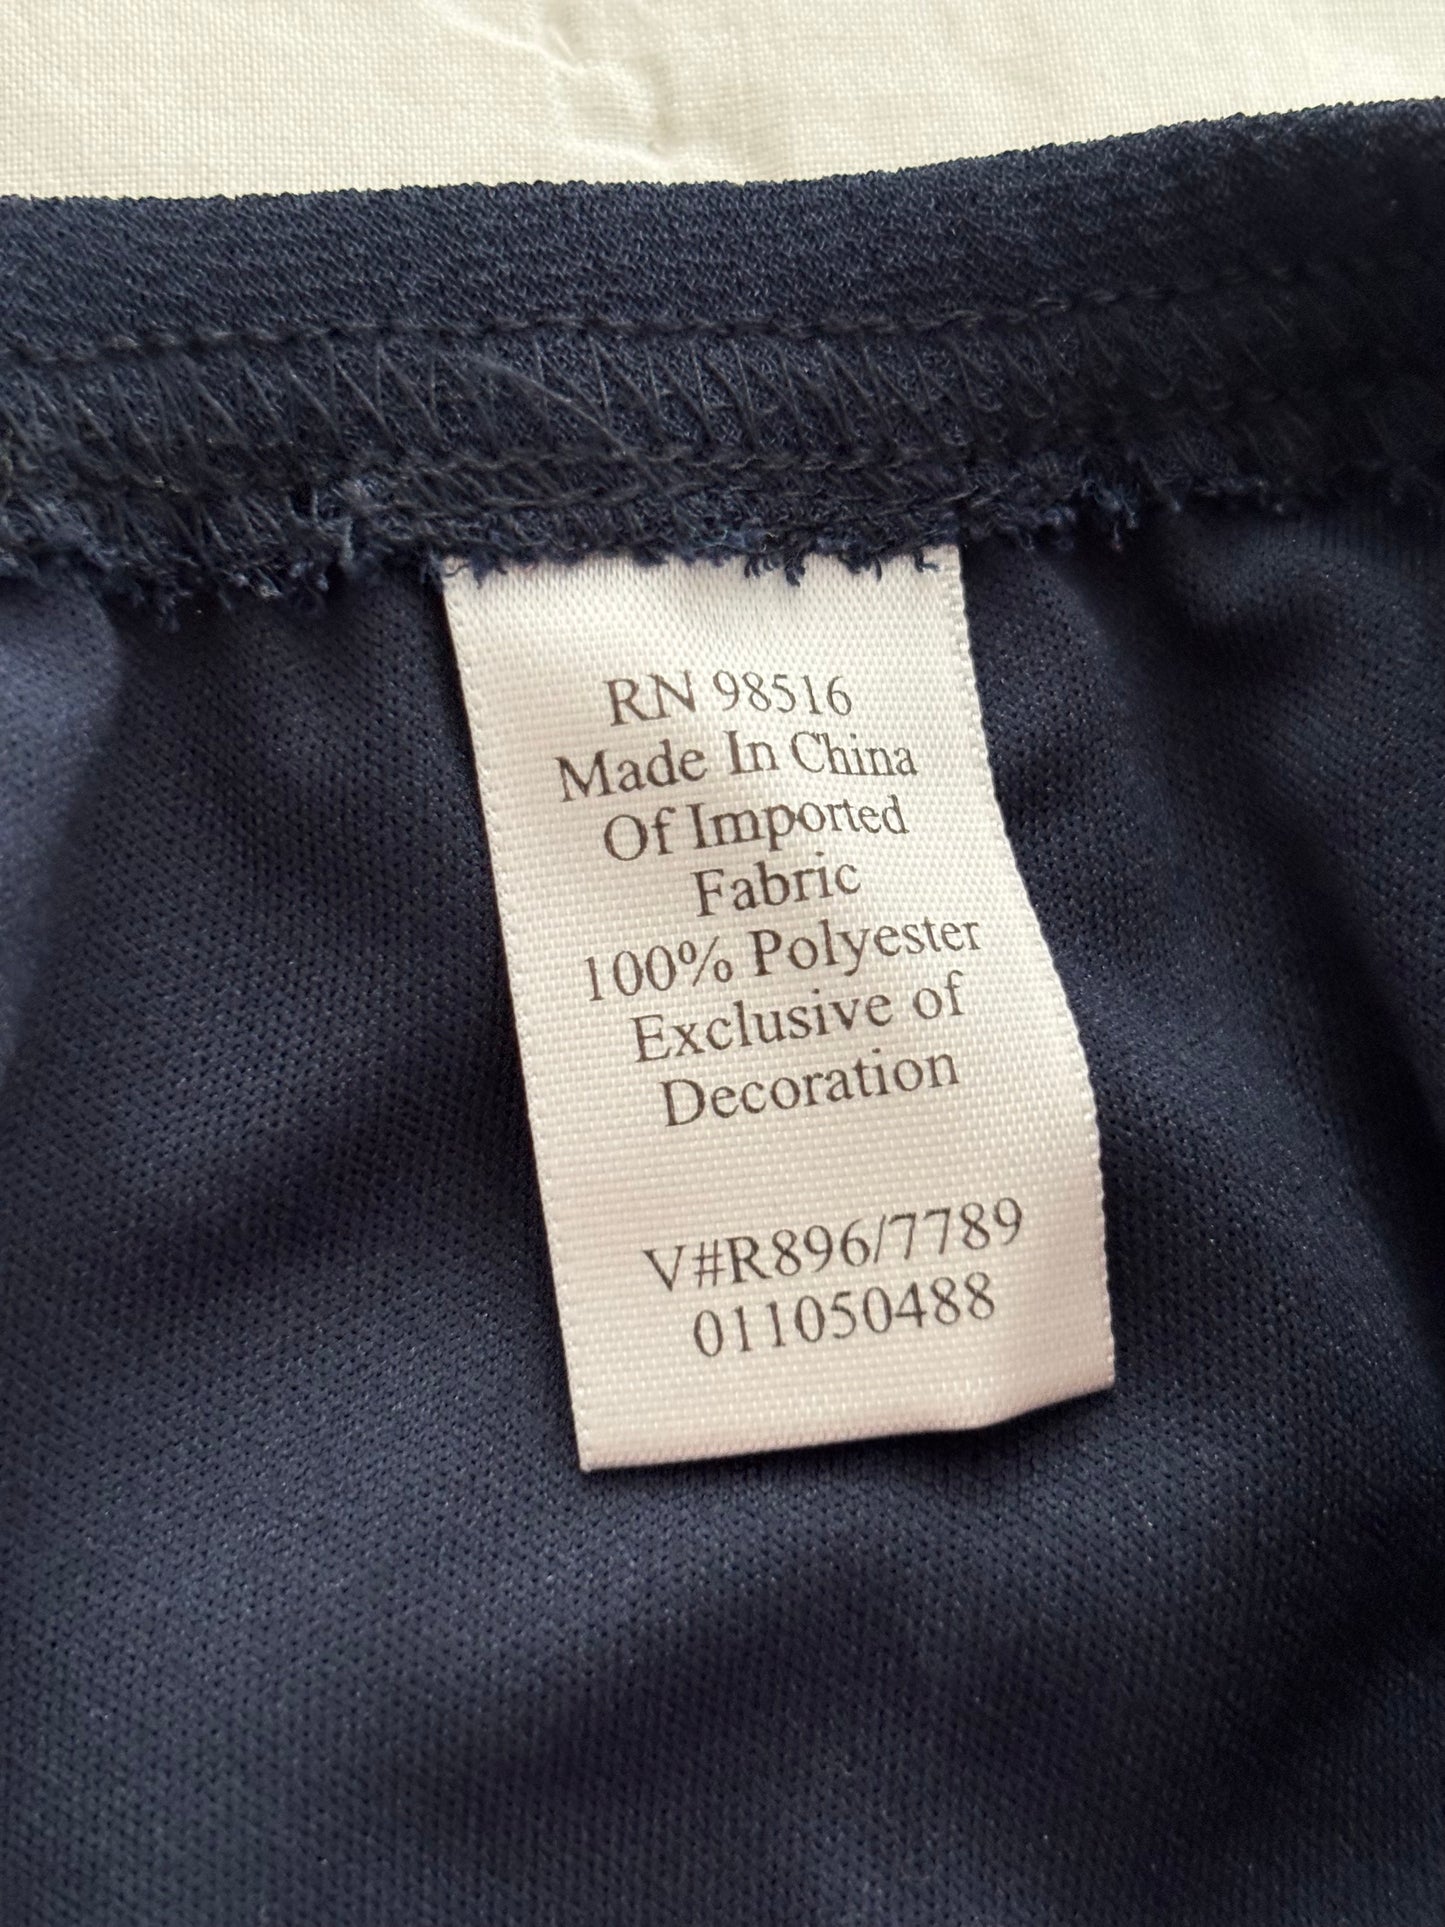 RN 98516
Made In China
Of Imported
Fabric
100% Polyester
Exclusive of
Decoration
V#R896/7789
011050488